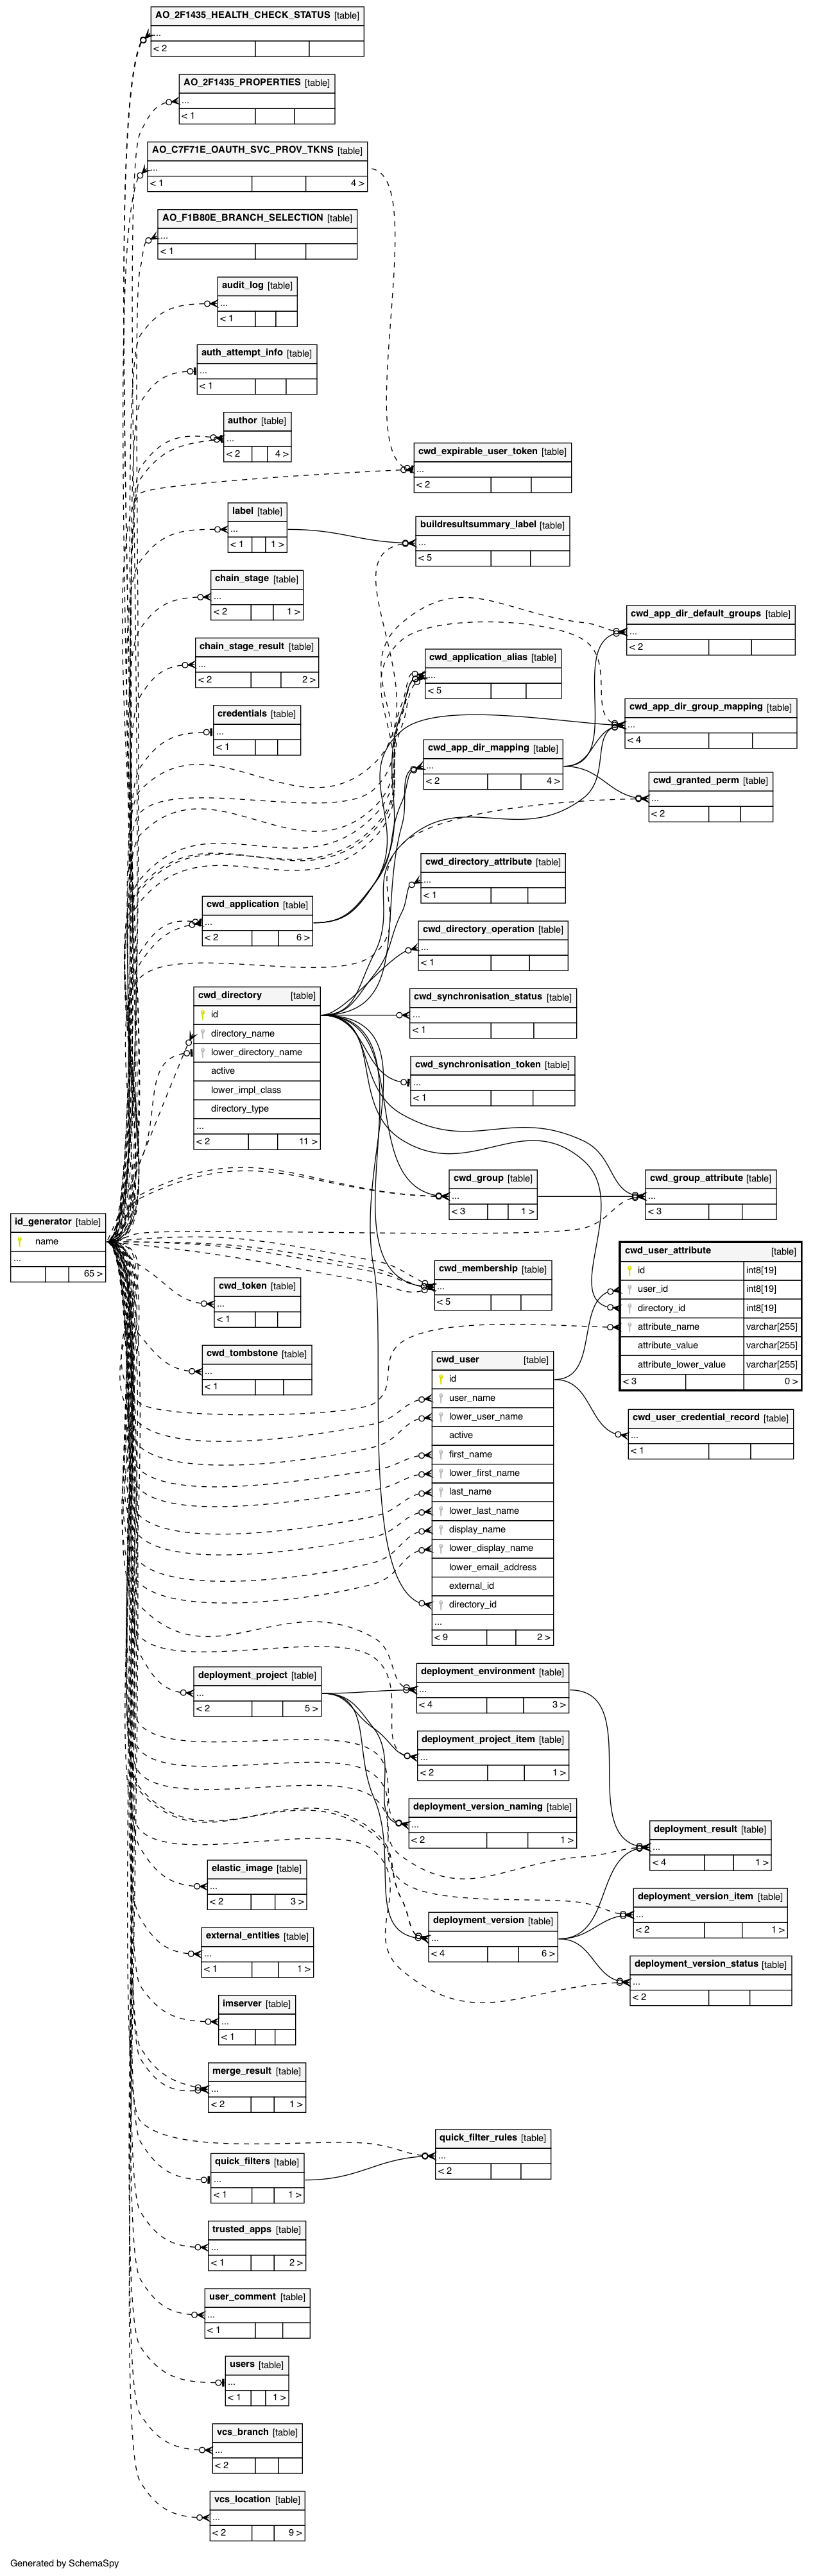 AO_2F1435_HEALTH_CHECK_STATUS [table]
...
< 2
AO_2F1435_PROPERTIES [table]
...
< 1
AO_C7F71E_OAUTH_SVC_PROV_TKNS [table]
...
< 1 4 >
AO_F1B80E_BRANCH_SELECTION [table]
...
< 1
audit_log [table]
...
< 1
auth_attempt_info [table]
...
< 1
author [table]
...
< 2 4 >
cwd_expirable_user_token [table]
...
< 2
label [table]
...
< 1 1 >
buildresultsummary_label [table]
...
< 5
chain_stage [table]
...
< 2 1 >
cwd_app_dir_default_groups [table]
...
< 2
chain_stage_result [table]
...
< 2 2 >
cwd_application_alias [table]
...
< 5
cwd_app_dir_group_mapping [table]
...
< 4
credentials [table]
...
< 1
cwd_app_dir_mapping [table]
...
< 2 4 >
cwd_granted_perm [table]
...
< 2
cwd_directory_attribute [table]
...
< 1
cwd_application [table]
...
< 2 6 >
cwd_directory_operation [table]
...
< 1
cwd_directory [table]
id
directory_name
lower_directory_name
active
lower_impl_class
directory_type
...
< 2 11 >
cwd_synchronisation_status [table]
...
< 1
cwd_synchronisation_token [table]
...
< 1
cwd_group [table]
...
< 3 1 >
cwd_group_attribute [table]
...
< 3
id_generator [table]
name
...
65 >
cwd_user_attribute [table]
id int8[19]
user_id int8[19]
directory_id int8[19]
attribute_name varchar[255]
attribute_value varchar[255]
attribute_lower_value varchar[255]
< 3 0 >
cwd_membership [table]
...
< 5
cwd_token [table]
...
< 1
cwd_tombstone [table]
...
< 1
cwd_user [table]
id
user_name
lower_user_name
active
first_name
lower_first_name
last_name
lower_last_name
display_name
lower_display_name
lower_email_address
external_id
directory_id
...
< 9 2 >
cwd_user_credential_record [table]
...
< 1
deployment_project [table]
...
< 2 5 >
deployment_environment [table]
...
< 4 3 >
deployment_project_item [table]
...
< 2 1 >
deployment_version_naming [table]
...
< 2 1 >
deployment_result [table]
...
< 4 1 >
elastic_image [table]
...
< 2 3 >
deployment_version_item [table]
...
< 2 1 >
deployment_version [table]
...
< 4 6 >
external_entities [table]
...
< 1 1 >
deployment_version_status [table]
...
< 2
imserver [table]
...
< 1
merge_result [table]
...
< 2 1 >
quick_filter_rules [table]
...
< 2
quick_filters [table]
...
< 1 1 >
trusted_apps [table]
...
< 1 2 >
user_comment [table]
...
< 1
users [table]
...
< 1 1 >
vcs_branch [table]
...
< 2
vcs_location [table]
...
< 2 9 >
Generated by SchemaSpy